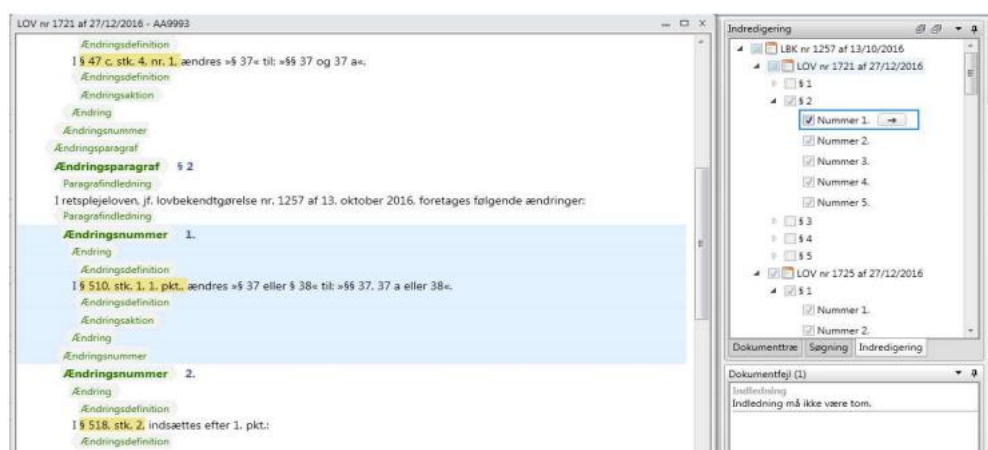 LOV nr 1721 af 27/12/2016 - AA9993
Ændringsdefinition
I § 47 c, stk. 4, nr. 1, ændres »§ 37« til: »§§ 37 og 37 a«.
Ændringsdefinition
Ændringsaktion
Ændring
Ændringsnummer
Ændringsparagraf
Ændringsparagraf § 2
Paragrafindledning
I retsplejeloven, jf. lovbekendtgørelse nr. 1257 af 13. oktober 2016, foretages følgende ændringer:
Paragrafindledning
Ændringsnummer 1.
Ændring
Ændringsdefinition
I § 510, stk. 1, 1. pkt., ændres »§ 37 eller § 38« til: »§§ 37, 37 a eller 38«.
Ændringsdefinition
Ændringsaktion
Ændring
Ændringsnummer
Ændringsnummer 2.
Ændring
Ændringsdefinition
I § 518, stk. 2, indsættes efter 1. pkt.:
Ændringsdefinition
Indredigering
LBK nr 1257 af 13/10/2016
LOV nr 1721 af 27/12/2016
§ 1
§ 2
Nummer 1.
Nummer 2.
Nummer 3.
Nummer 4.
Nummer 5.
§ 3
§ 4
§ 5
LOV nr 1725 af 27/12/2016
§ 1
Nummer 1.
Nummer 2.
Dokumenttræ Søgning Indredigering
Dokumentfejl (1)
Indledning
Indledning må ikke være tom.